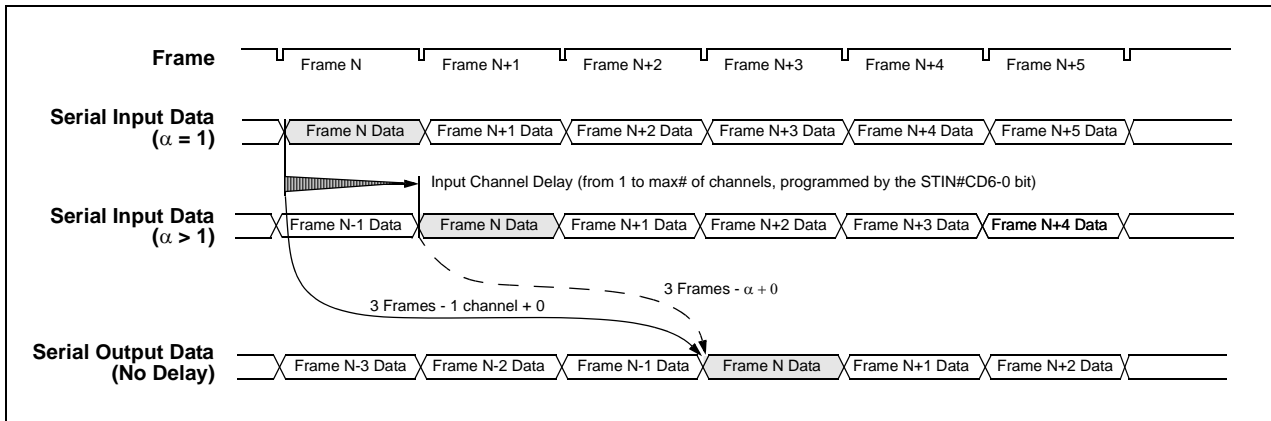 Frame
Frame N Frame N+1 Frame N+2 Frame N+3 Frame N+4 Frame N+5
Serial Input Data
(α = 1)
Frame N Data Frame N+1 Data Frame N+2 Data Frame N+3 Data Frame N+4 Data Frame N+5 Data
Input Channel Delay (from 1 to max# of channels, programmed by the STIN#CD6-0 bit)
Serial Input Data
(α > 1)
Frame N-1 Data Frame N Data Frame N+1 Data Frame N+2 Data Frame N+3 Data Frame N+4 Data
3 Frames - α + 0
3 Frames - 1 channel + 0
Serial Output Data
(No Delay)
Frame N-3 Data Frame N-2 Data Frame N-1 Data Frame N Data Frame N+1 Data Frame N+2 Data